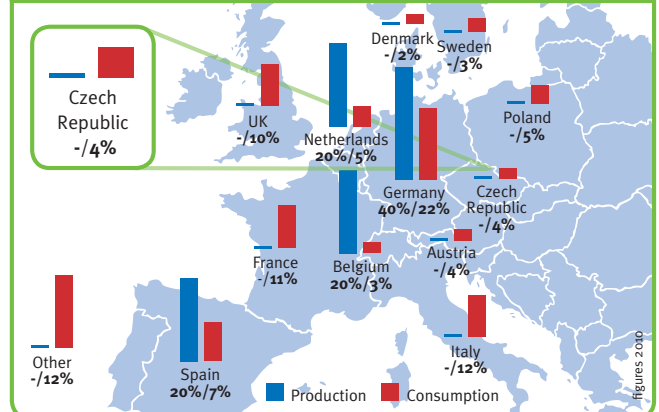 Czech
Republic
-/4%
Denmark
-/2%
Sweden
-/3%
UK
-/10%
Netherlands
20%/5%
Poland
-/5%
Germany
40%/22%
Czech
Republic
-/4%
France
-/11%
Belgium
20%/3%
Austria
-/4%
Other
-/12%
Spain
20%/7%
Italy
-/12%
Production
Consumption
figures 2010